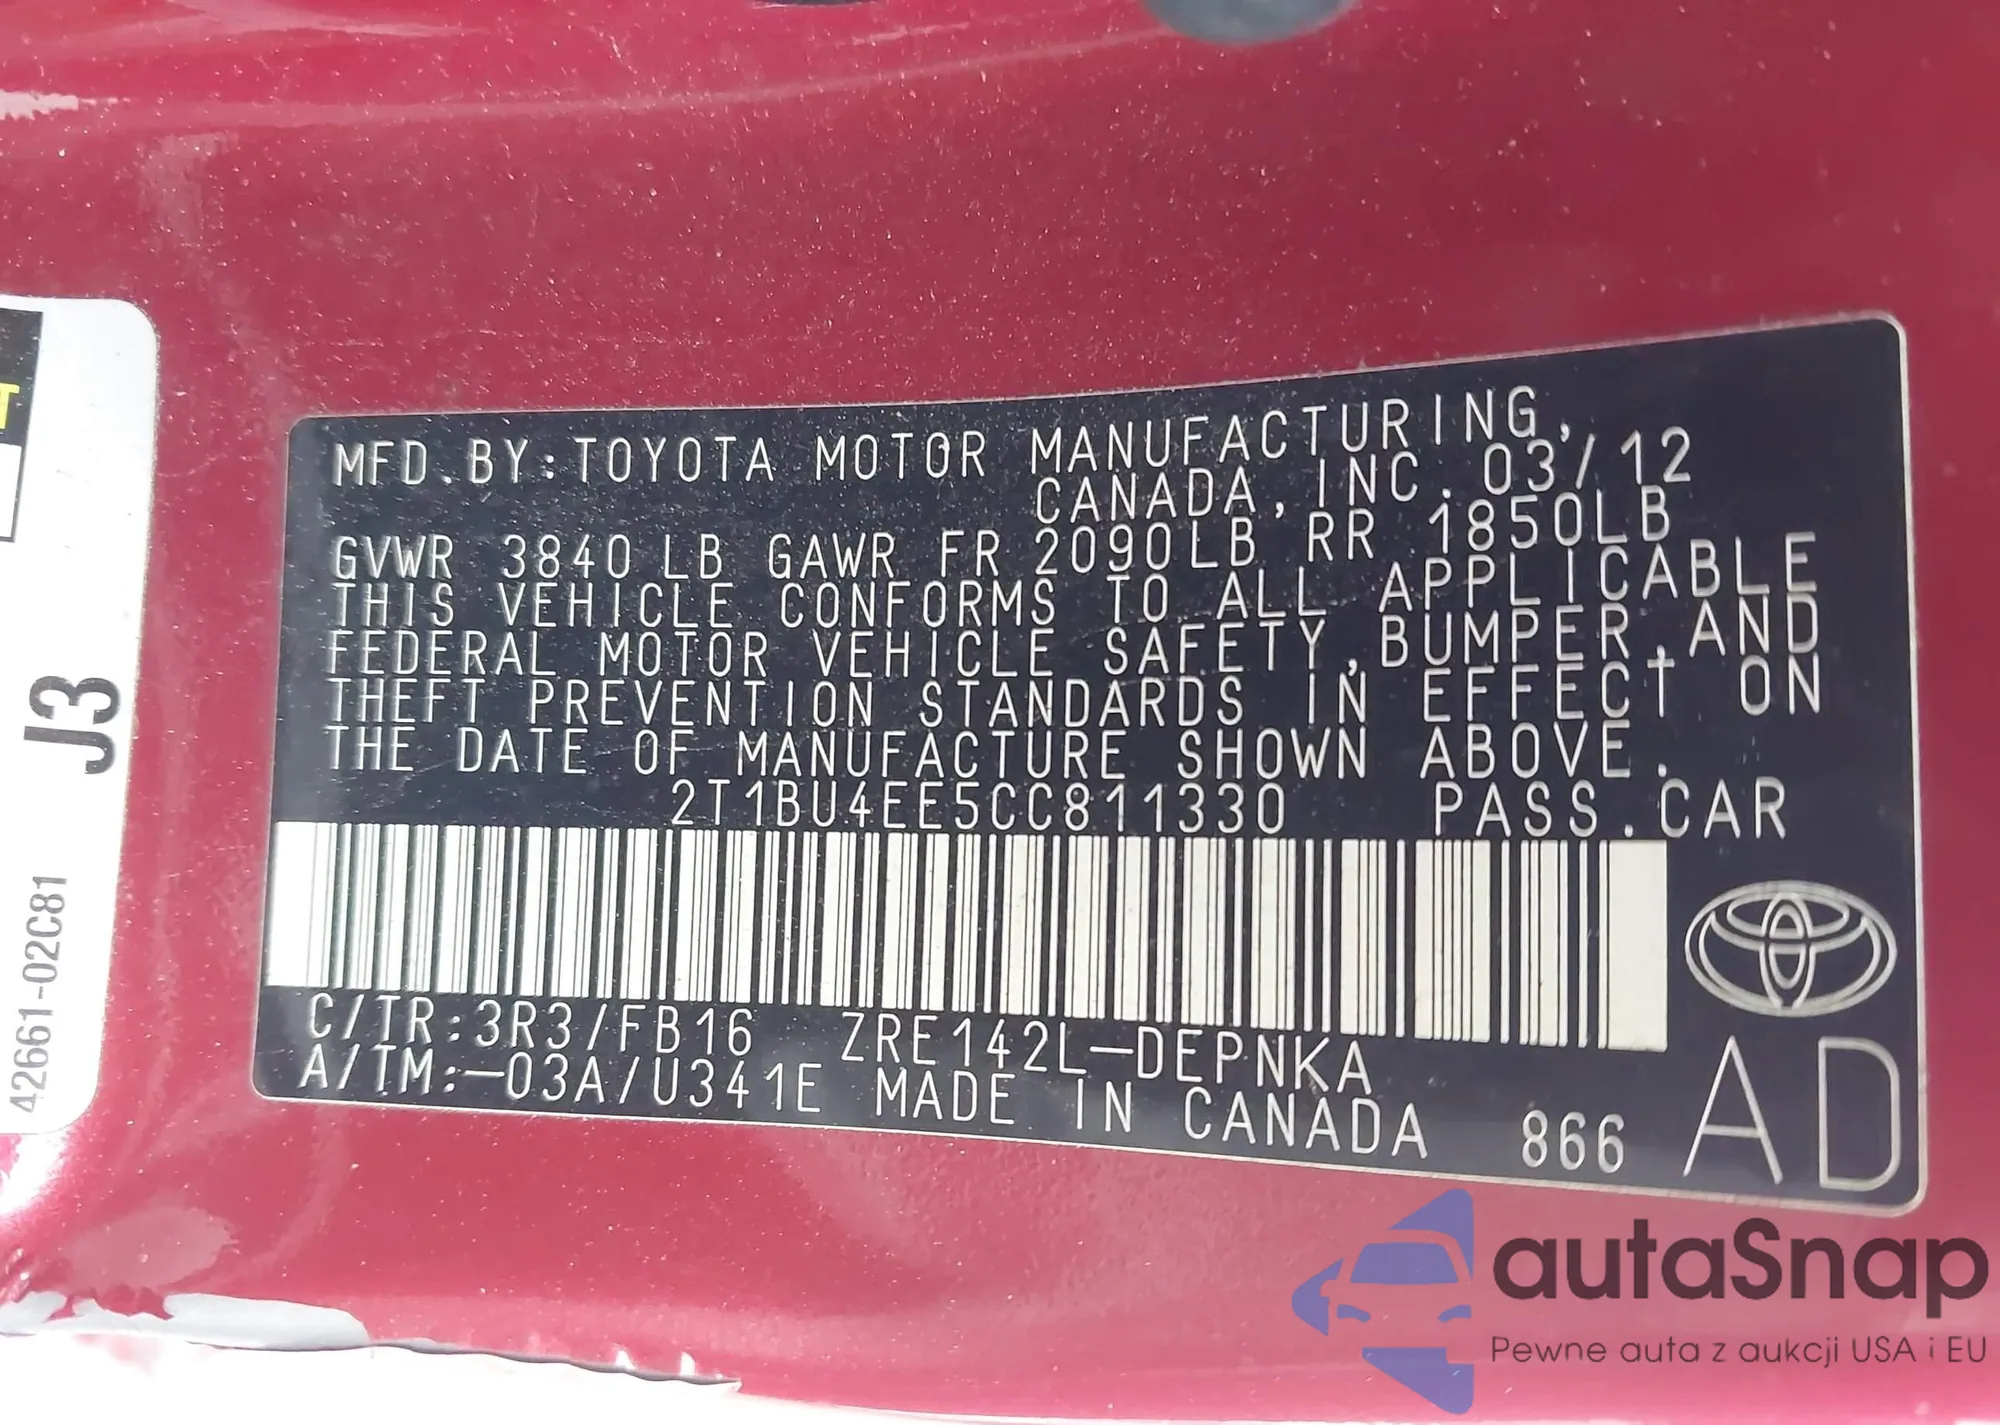 T
J3
42661-02C81
MFD.BY:TOYOTA MOTOR MANUFACTURING,
CANADA,INC. 03/12
GVWR 3840LB GAWR FR 2090LB RR 1850LB
THIS VEHICLE CONFORMS TO ALL APPLICABLE
FEDERAL MOTOR VEHICLE SAFETY,BUMPER,AND
THEFT PREVENTION STANDARDS IN EFFECT ON
THE DATE OF MANUFACTURE SHOWN ABOVE.
2T1BU4EE5CC811330 PASS.CAR
C/TR:3R3/FB16 ZRE142L-DEPNKA
A/TM:-03A/U341E MADE IN CANADA 866
AD
autaSnap
Pewne auta z aukcji USA i EU